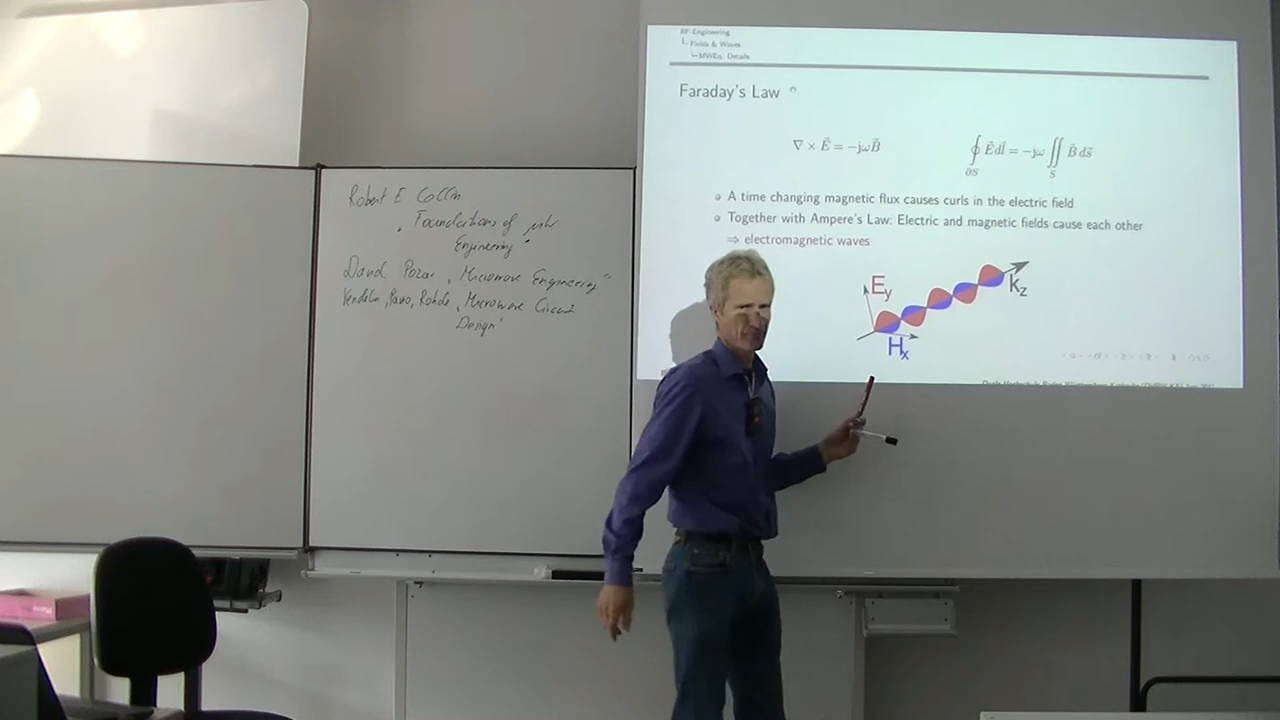 Robert E Collin
"Foundations of μw
Engineering"
David Pozar "Microwave Engineering"
Vendelin, Pavio, Rohde "Microwave Circuit
Design"
RF-Engineering
1. Fields & Waves
MWEq. Details
Faraday's Law
∇ × E⃗ = −jωB⃗
∮∂S E⃗ dl⃗ = −jω ∬S B⃗ ds⃗
A time changing magnetic flux causes curls in the electric field
Together with Ampere's Law: Electric and magnetic fields cause each other
⇒ electromagnetic waves
Ey
kz
Hx